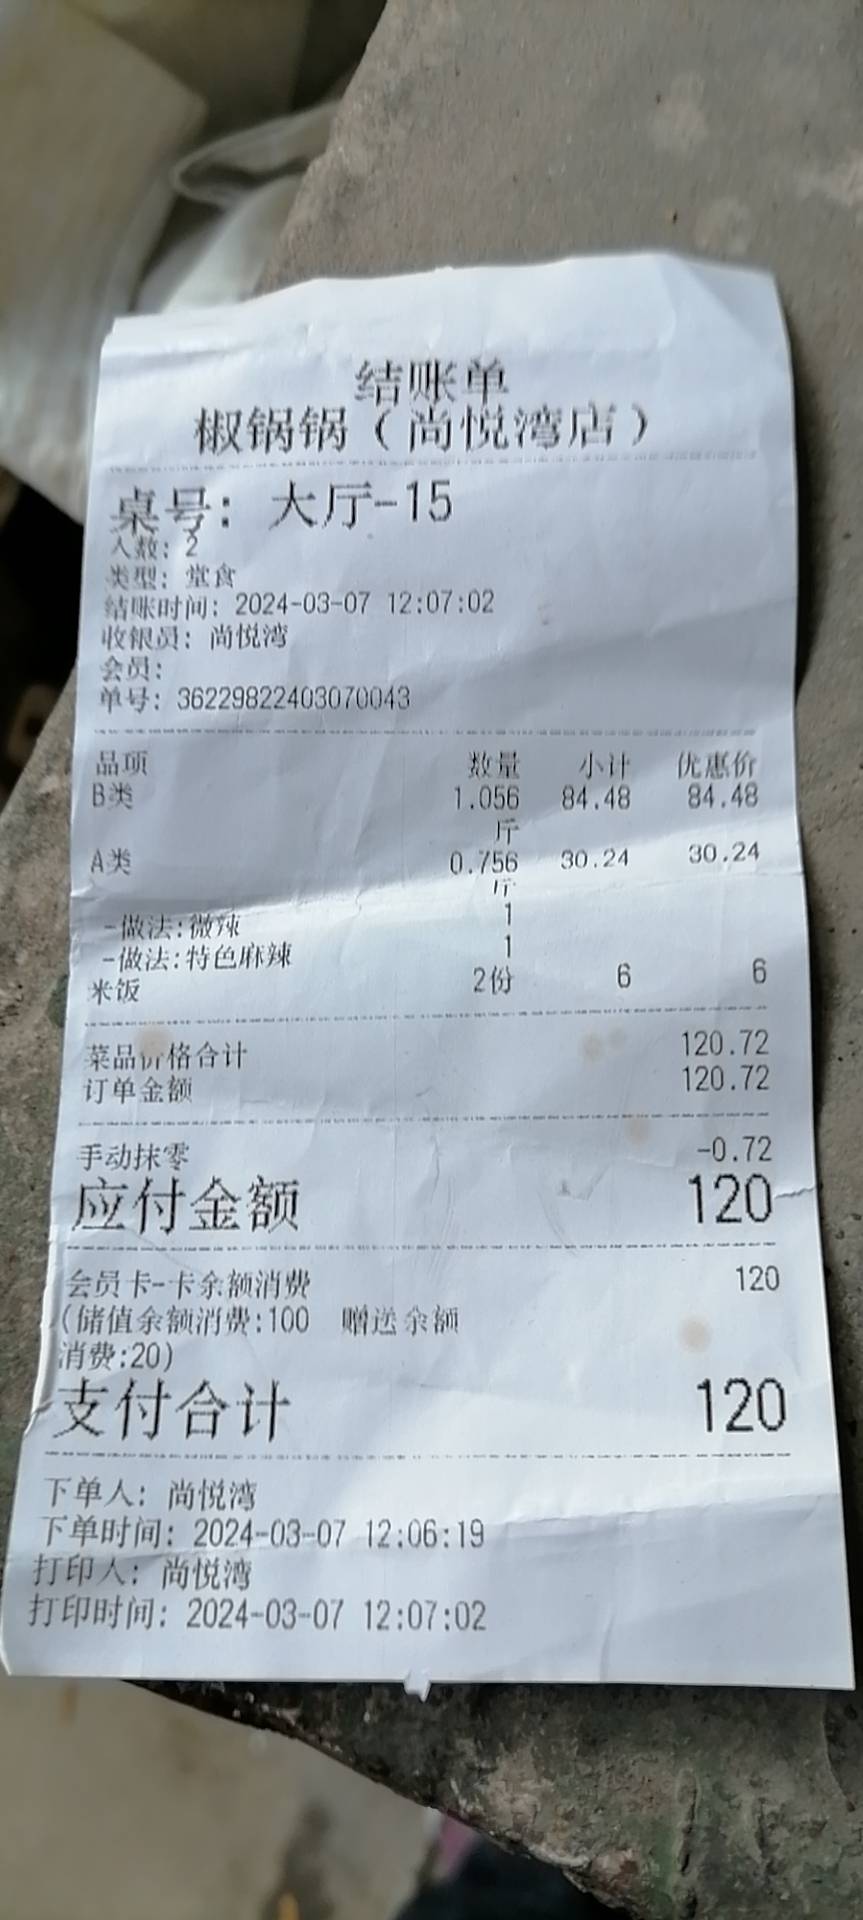 结账单
椒锅锅（尚悦湾店）
桌号：大厅-15
人数：2
类型：堂食
结账时间：2024-03-07 12:07:02
收银员：尚悦湾
会员：
单号：36229822403070043
品项 数量 小计 优惠价
B类 1.056 84.48 84.48
斤
A类 0.756 30.24 30.24
斤
-做法:微辣 1
-做法:特色麻辣 1
米饭 2份 6 6
菜品价格合计 120.72
订单金额 120.72
手动抹零 -0.72
应付金额 120
会员卡-卡余额消费 120
(储值余额消费:100 赠送余额
消费:20)
支付合计 120
下单人：尚悦湾
下单时间：2024-03-07 12:06:19
打印人：尚悦湾
打印时间：2024-03-07 12:07:02